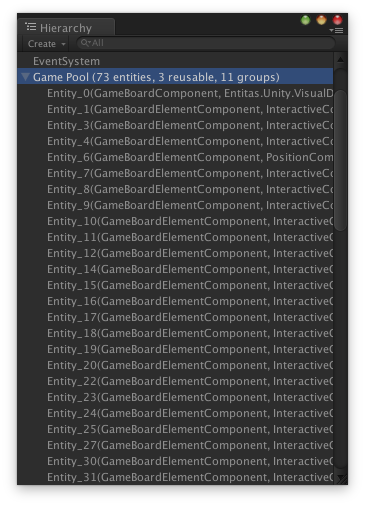 Hierarchy
Create All
EventSystem
Game Pool (73 entities, 3 reusable, 11 groups)
Entity_0(GameBoardComponent, Entitas.Unity.VisualD
Entity_1(GameBoardElementComponent, InteractiveCo
Entity_3(GameBoardElementComponent, InteractiveCo
Entity_4(GameBoardElementComponent, InteractiveCo
Entity_6(GameBoardElementComponent, PositionCom
Entity_7(GameBoardElementComponent, InteractiveCo
Entity_8(GameBoardElementComponent, InteractiveCo
Entity_9(GameBoardElementComponent, InteractiveCo
Entity_10(GameBoardElementComponent, InteractiveC
Entity_11(GameBoardElementComponent, InteractiveC
Entity_12(GameBoardElementComponent, InteractiveC
Entity_14(GameBoardElementComponent, InteractiveC
Entity_15(GameBoardElementComponent, InteractiveC
Entity_16(GameBoardElementComponent, InteractiveC
Entity_17(GameBoardElementComponent, InteractiveC
Entity_18(GameBoardElementComponent, InteractiveC
Entity_19(GameBoardElementComponent, InteractiveC
Entity_20(GameBoardElementComponent, InteractiveC
Entity_22(GameBoardElementComponent, InteractiveC
Entity_23(GameBoardElementComponent, InteractiveC
Entity_24(GameBoardElementComponent, InteractiveC
Entity_25(GameBoardElementComponent, InteractiveC
Entity_27(GameBoardElementComponent, InteractiveC
Entity_30(GameBoardElementComponent, InteractiveC
Entity_31(GameBoardElementComponent, InteractiveC